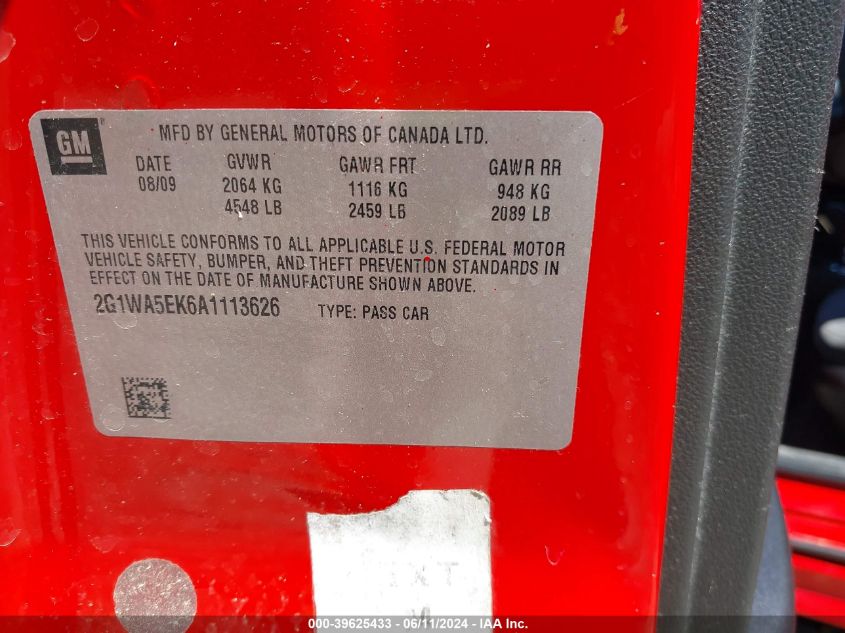 GM
MFD BY GENERAL MOTORS OF CANADA LTD.
DATE GVWR GAWR FRT GAWR RR
08/09 2064 KG 1116 KG 948 KG
4548 LB 2459 LB 2089 LB
THIS VEHICLE CONFORMS TO ALL APPLICABLE U.S. FEDERAL MOTOR
VEHICLE SAFETY, BUMPER, AND THEFT PREVENTION STANDARDS IN
EFFECT ON THE DATE OF MANUFACTURE SHOWN ABOVE.
2G1WA5EK6A1113626 TYPE: PASS CAR
000-39625433 - 06/11/2024 - IAA Inc.